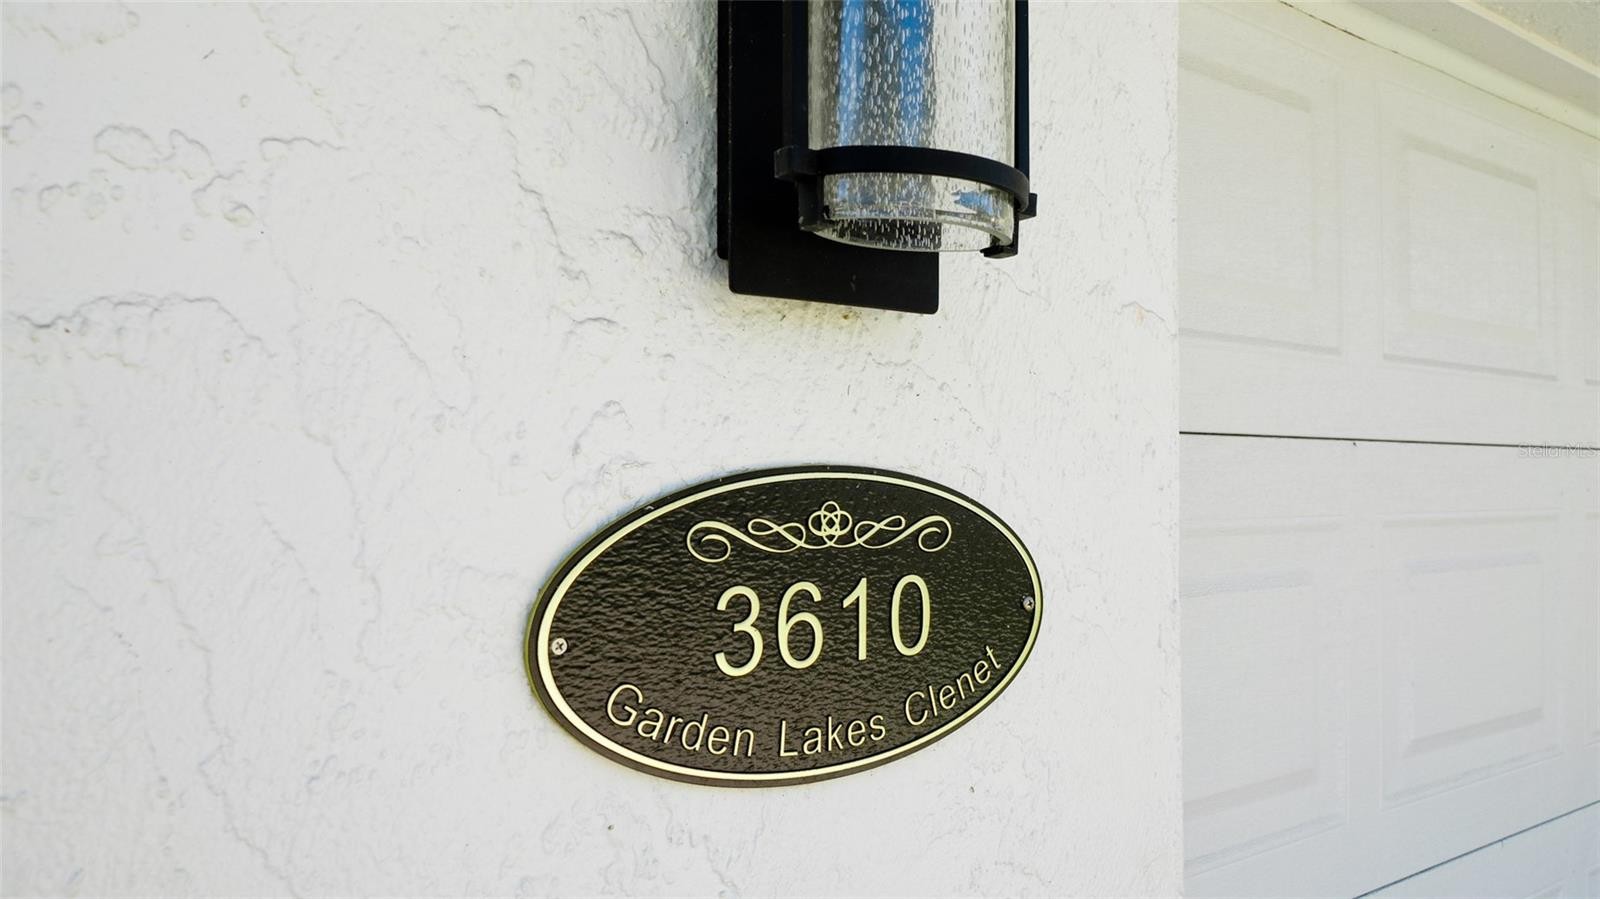 3610
Garden Lakes Clenet
StellarMLS